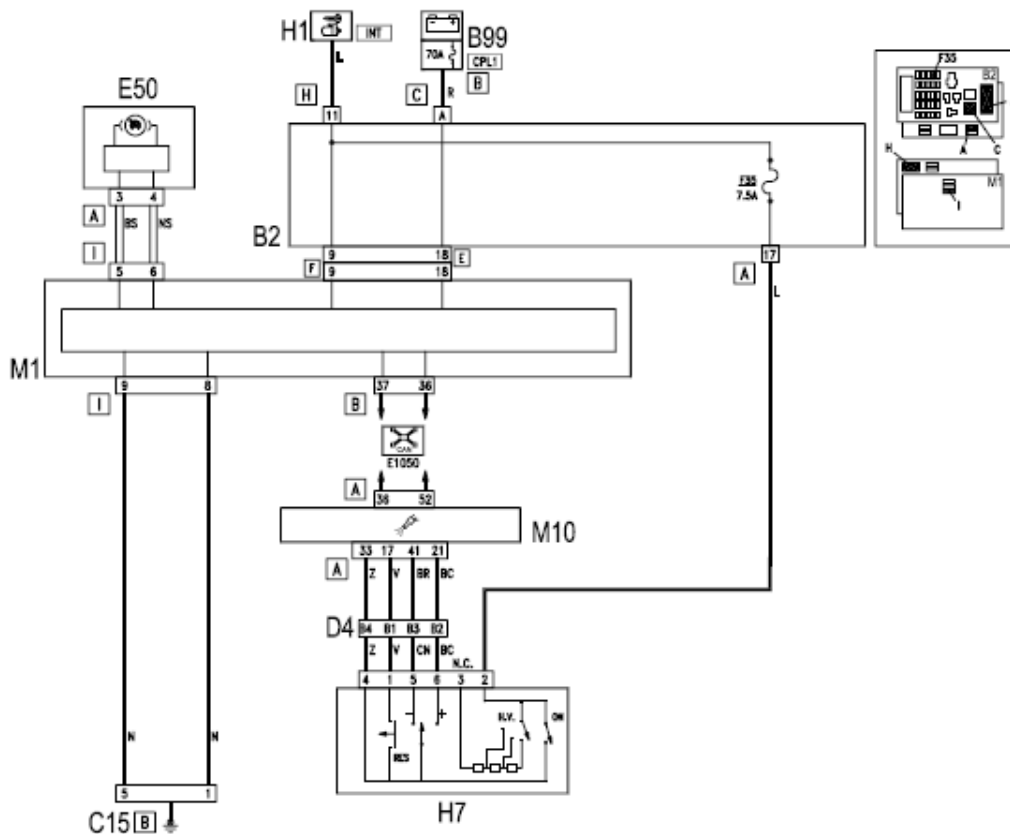 H1
INT
L
B99
70A
CPL1
B
R
E50
H
C
11
A
F35
B2
A
C
H
M1
I
3 4
A
BS NS
I
5 6
F35
7.5A
B2
9 18
E
F
9 18
17
A
L
M1
9 8
I
37 36
B
CAN
E1050
A
38 52
M10
33 17 41 21
A
Z V BR BC
D4
B4 B1 B3 B2
Z V CN BC
N.C.
4 1 5 6 3 2
- +
ON
RES
H7
N N
5 1
C15
B